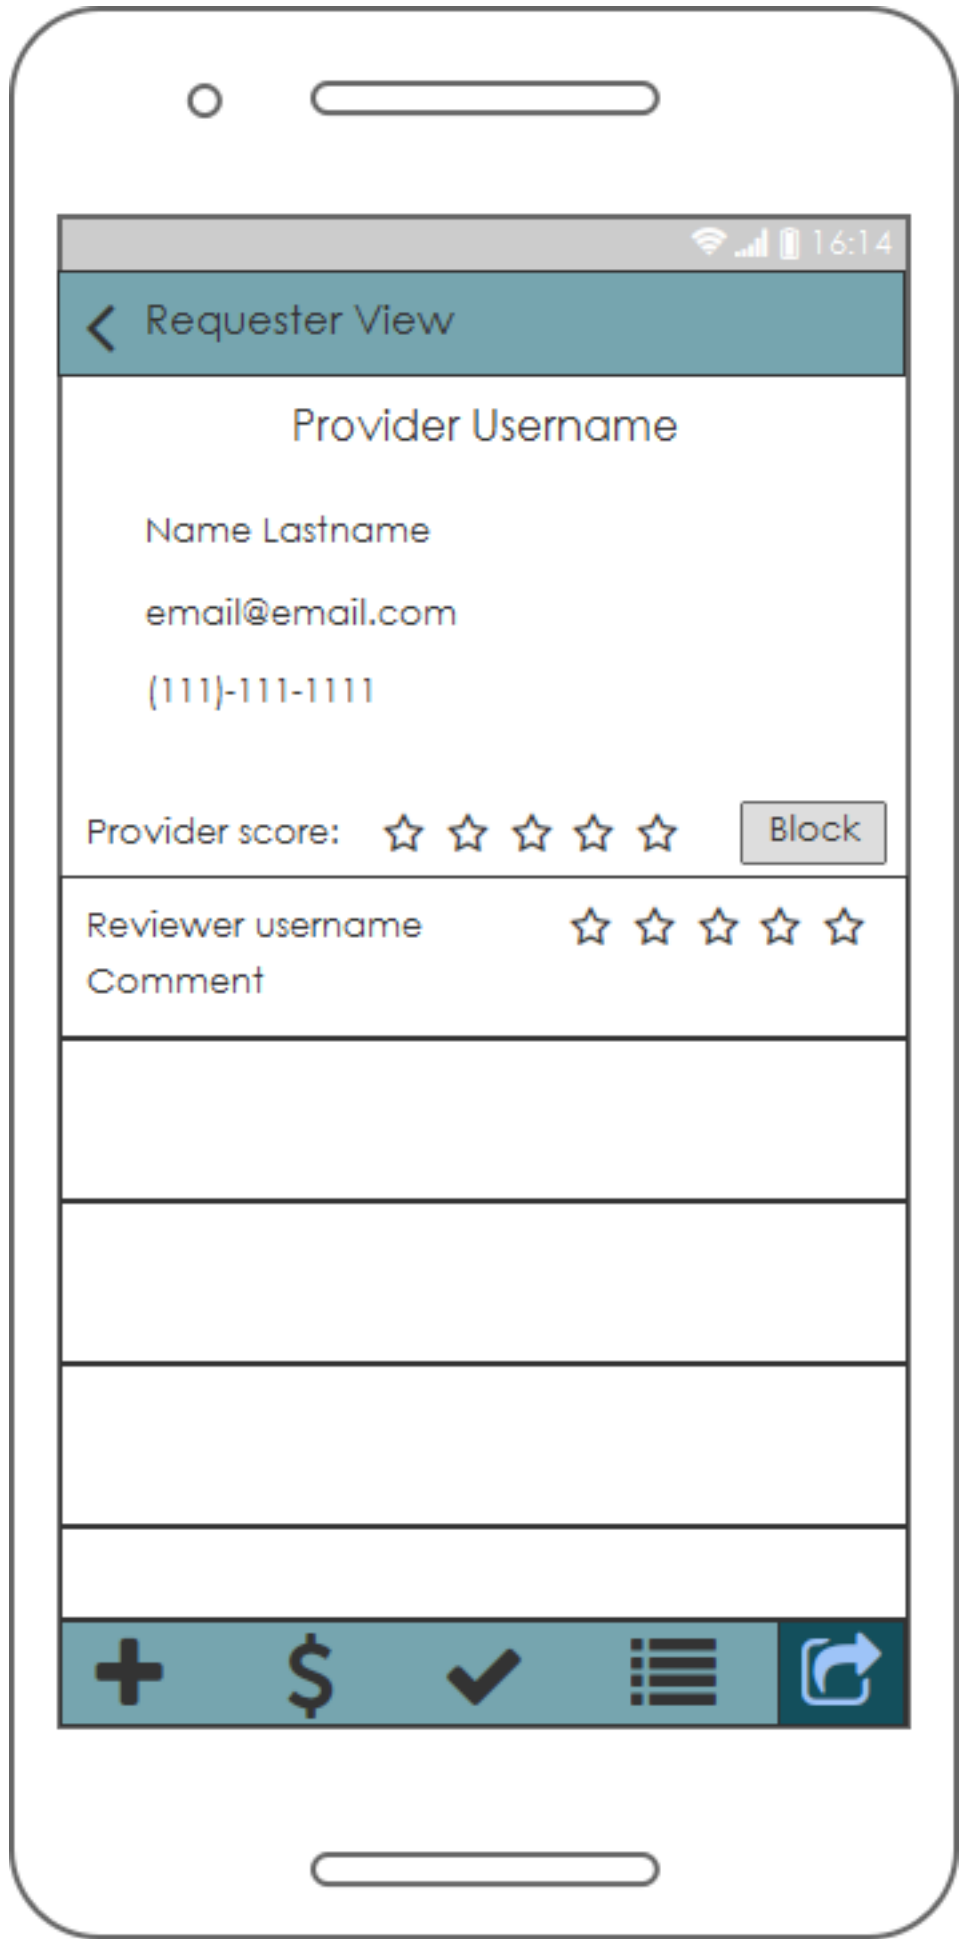 16:14
Requester View
Provider Username
Name Lastname
email@email.com
(111)-111-1111
Provider score: Block
Reviewer username
Comment
$